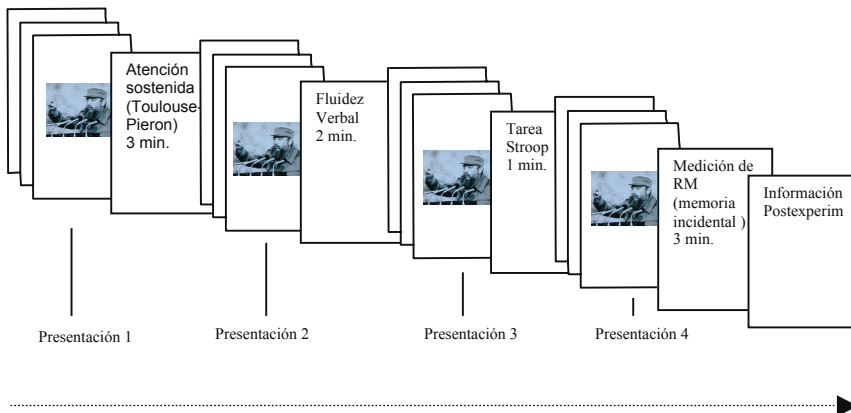 Atención
sostenida
(Toulouse-
Pieron)
3 min.
Fluidez
Verbal
2 min.
Tarea
Stroop
1 min.
Medición de
RM
(memoria
incidental )
3 min.
Información
Postexperim
Presentación 1
Presentación 2
Presentación 3
Presentación 4